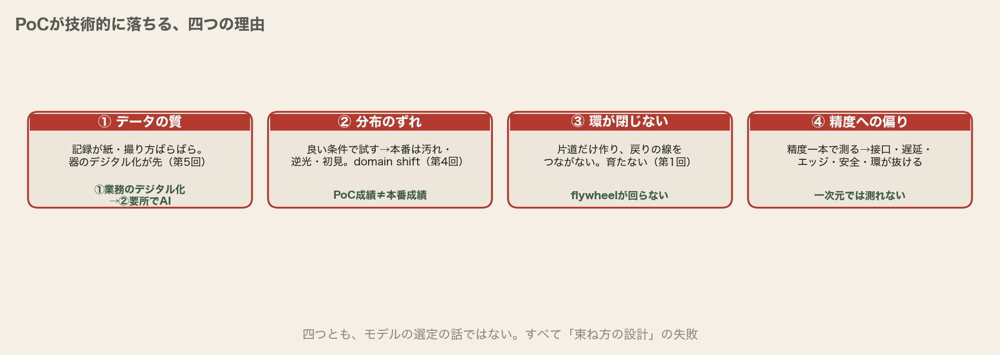 PoCが技術的に落ちる、四つの理由
① データの質
記録が紙・撮り方ばらばら。
器のデジタル化が先（第5回）
①業務のデジタル化
→②要所でAI
② 分布のずれ
良い条件で試す→本番は汚れ・
逆光・初見。domain shift（第4回）
PoC成績≠本番成績
③ 環が閉じない
片道だけ作り、戻りの線を
つながない。育たない（第1回）
flywheelが回らない
④ 精度への偏り
精度一本で測る→接口・遅延・
エッジ・安全・環が抜ける
一次元では測れない
四つとも、モデルの選定の話ではない。すべて「束ね方の設計」の失敗